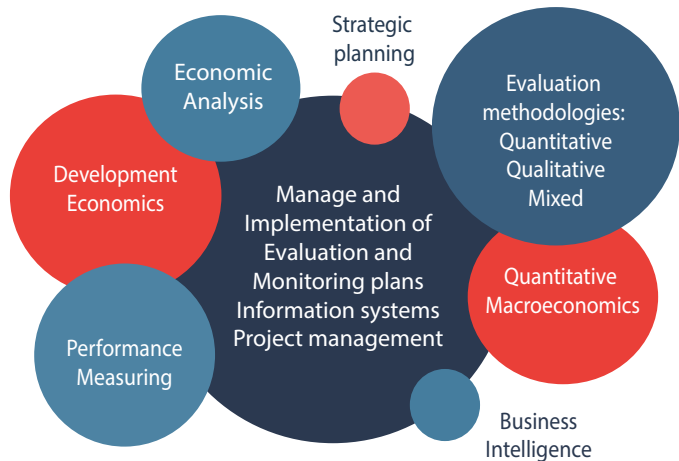 Strategic
planning
Economic
Analysis
Evaluation
methodologies:
Quantitative
Qualitative
Mixed
Development
Economics
Manage and
Implementation of
Evaluation and
Monitoring plans
Information systems
Project management
Quantitative
Macroeconomics
Performance
Measuring
Business
Intelligence